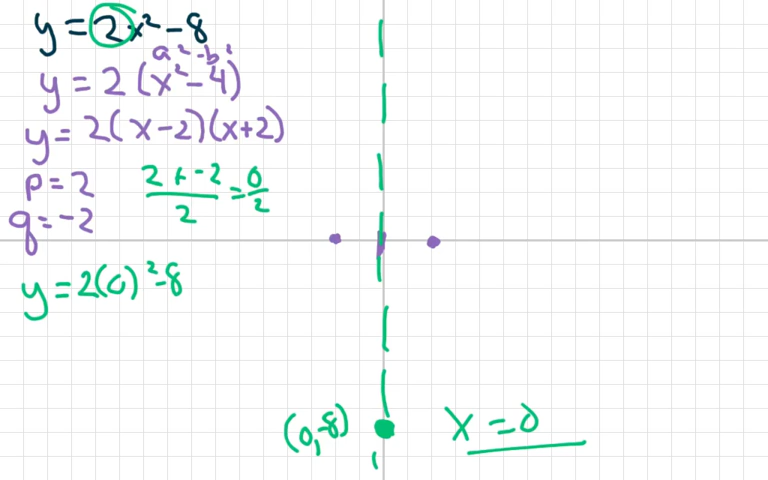 y = 2x² - 8
a² - b²
y = 2(x² - 4)
y = 2(x-2)(x+2)
p = 2
q = -2
2 + -2 / 2 = 0 / 2
y = 2(0)² - 8
(0, -8)
x = 0